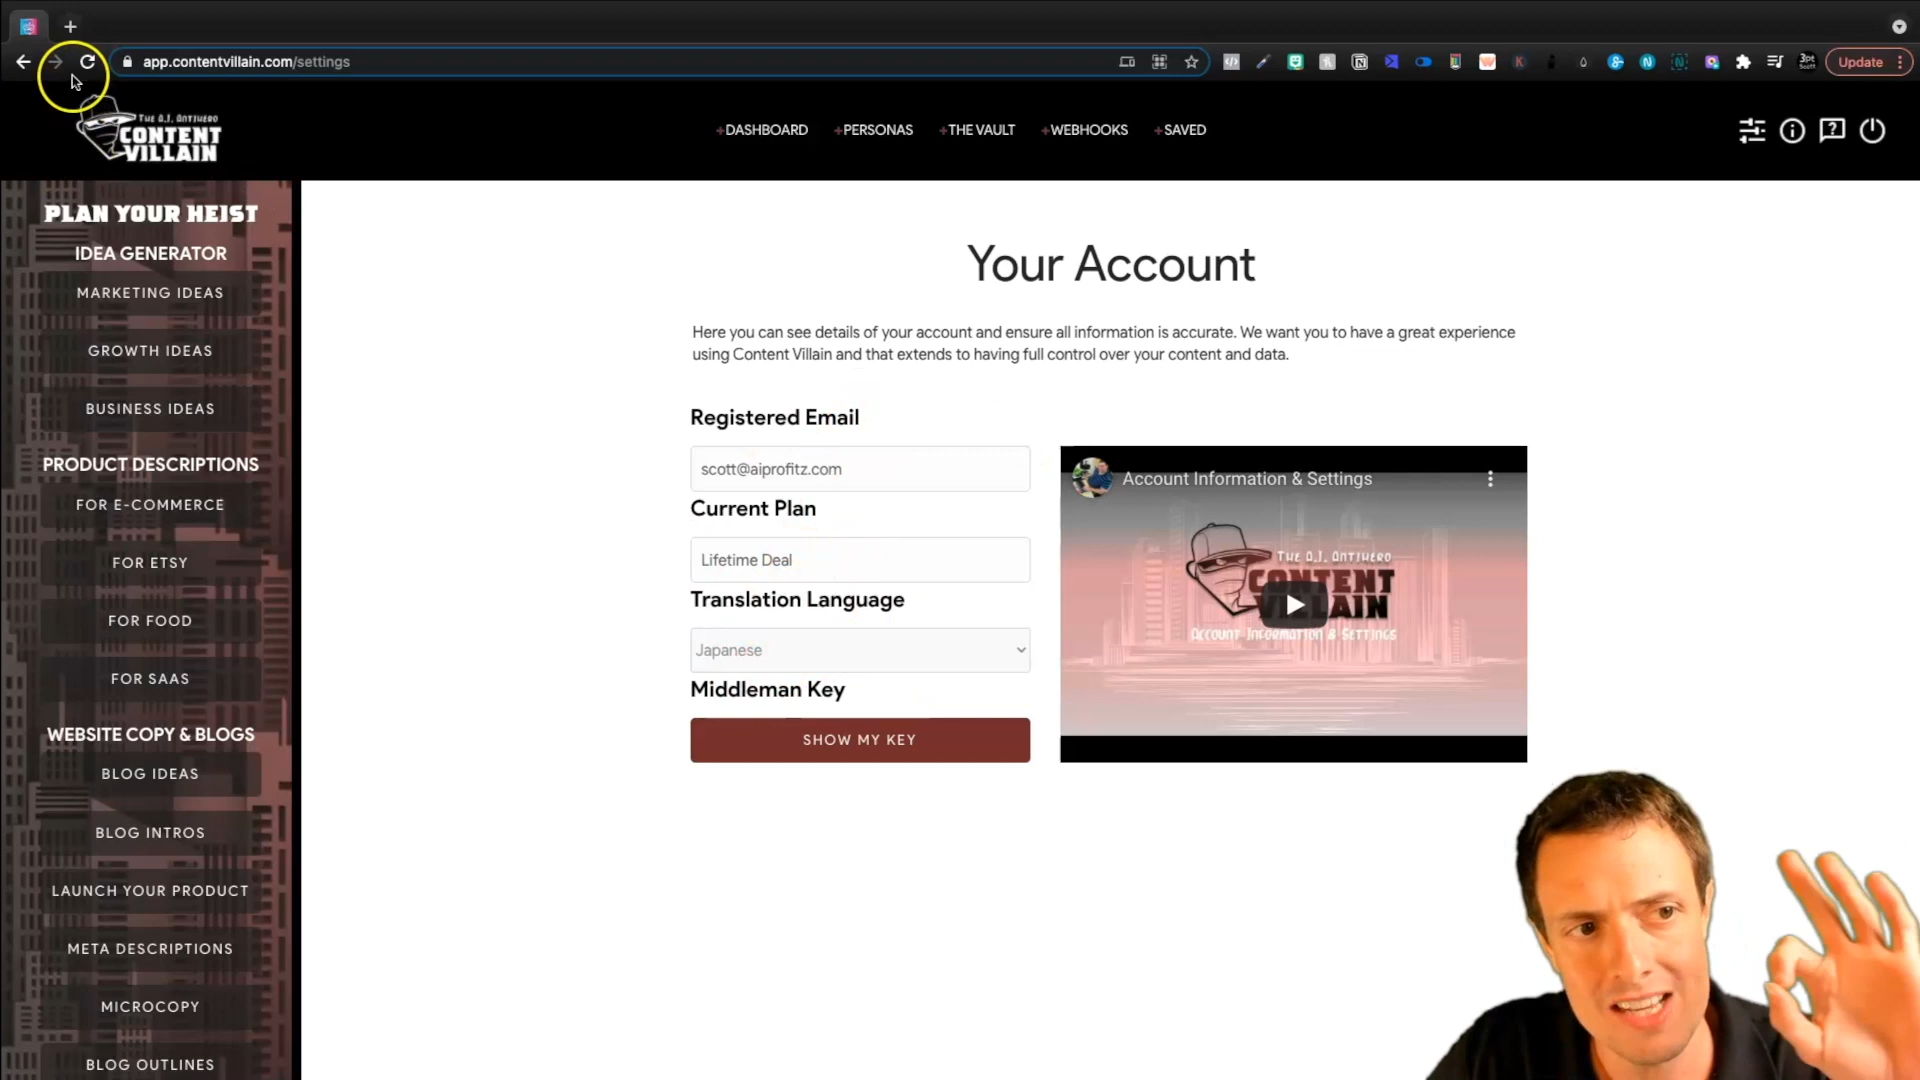 app.contentvillain.com/settings
3pt
Scott
Update
THE A.I. ANTIHERO
CONTENT
VILLAIN
+DASHBOARD +PERSONAS +THE VAULT +WEBHOOKS +SAVED
PLAN YOUR HEIST
IDEA GENERATOR
MARKETING IDEAS
GROWTH IDEAS
BUSINESS IDEAS
PRODUCT DESCRIPTIONS
FOR E-COMMERCE
FOR ETSY
FOR FOOD
FOR SAAS
WEBSITE COPY & BLOGS
BLOG IDEAS
BLOG INTROS
LAUNCH YOUR PRODUCT
META DESCRIPTIONS
MICROCOPY
BLOG OUTLINES
Your Account
Here you can see details of your account and ensure all information is accurate. We want you to have a great experience
using Content Villain and that extends to having full control over your content and data.
Registered Email
scott@aiprofitz.com
Current Plan
Lifetime Deal
Translation Language
Japanese
Middleman Key
SHOW MY KEY
Account Information & Settings
THE A.I. ANTIHERO
CONTENT
VILLAIN
ACCOUNT INFORMATION & SETTINGS